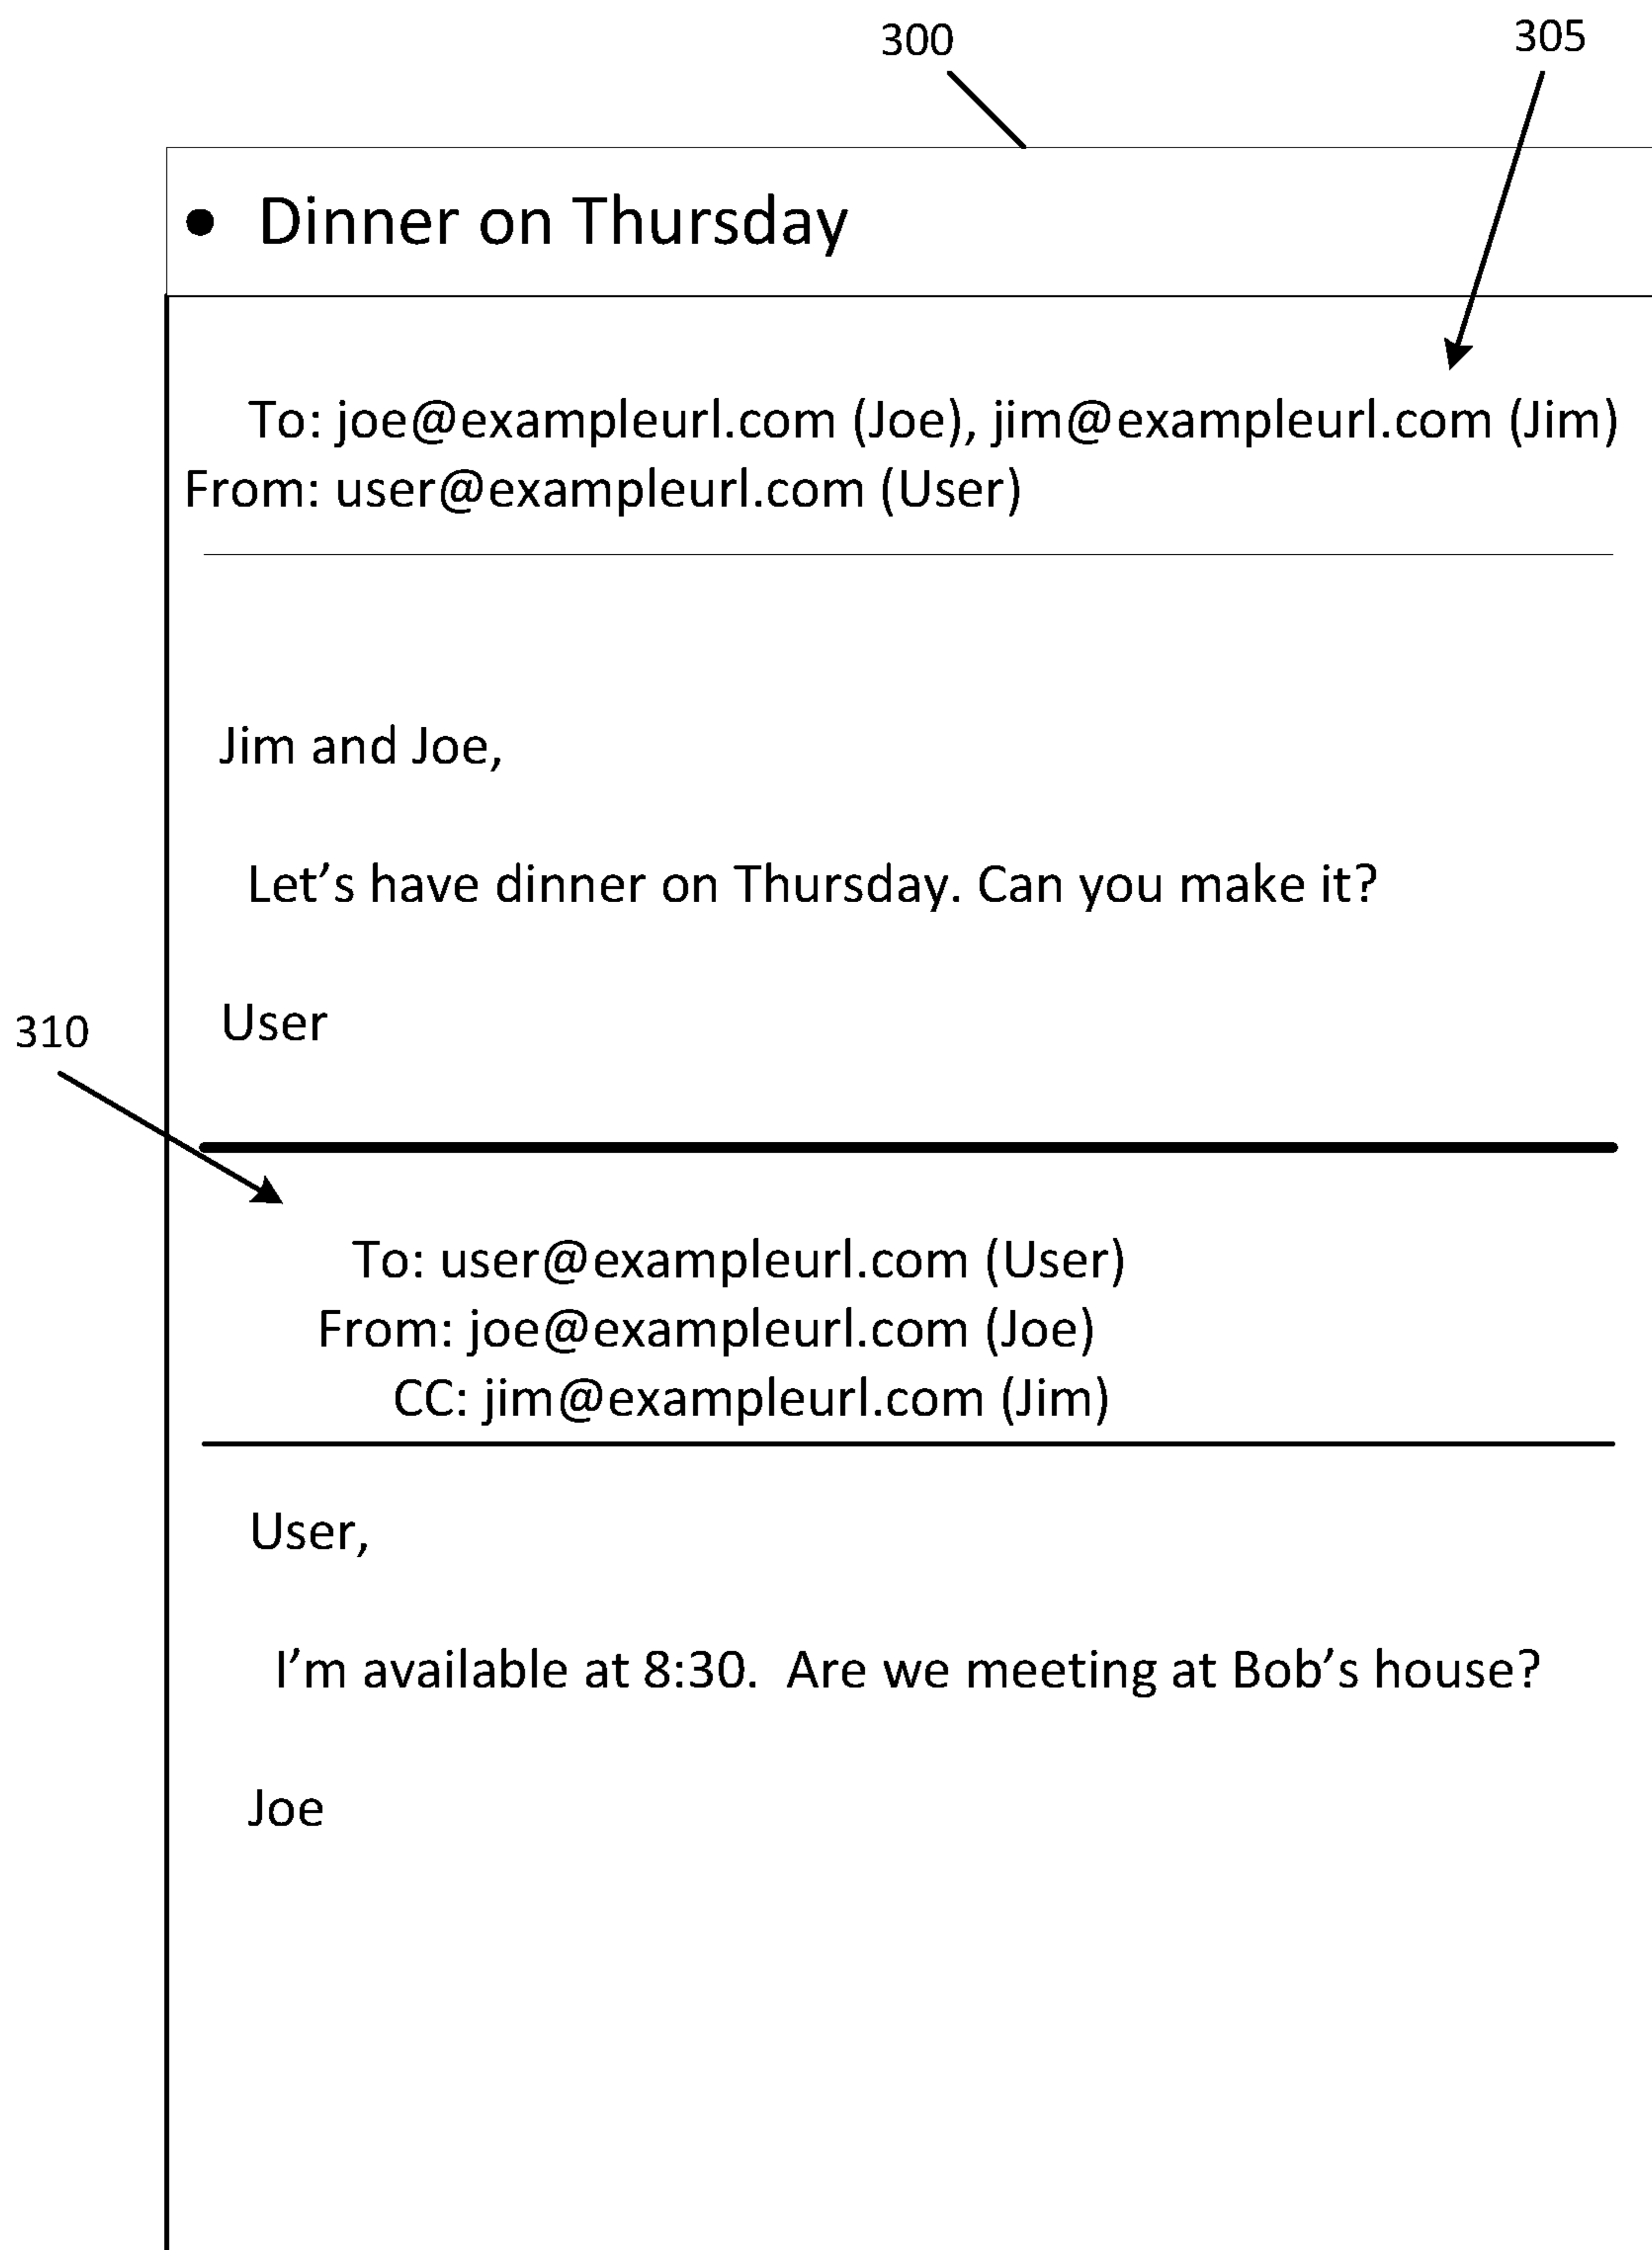 300
305
• Dinner on Thursday
To: joe@exampleurl.com (Joe), jim@exampleurl.com (Jim)
From: user@exampleurl.com (User)
Jim and Joe,
Let’s have dinner on Thursday. Can you make it?
User
310
To: user@exampleurl.com (User)
From: joe@exampleurl.com (Joe)
CC: jim@exampleurl.com (Jim)
User,
I’m available at 8:30.  Are we meeting at Bob’s house?
Joe